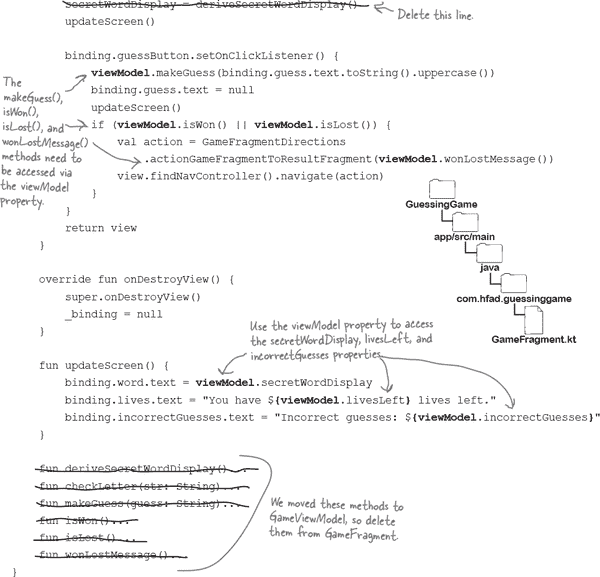 secretWordDisplay = deriveSecretWordDisplay()
Delete this line.
updateScreen()
binding.guessButton.setOnClickListener() {
viewModel.makeGuess(binding.guess.text.toString().uppercase())
binding.guess.text = null
updateScreen()
if (viewModel.isWon() || viewModel.isLost()) {
val action = GameFragmentDirections
.actionGameFragmentToResultFragment(viewModel.wonLostMessage())
view.findNavController().navigate(action)
}
}
return view
}
The
makeGuess(),
isWon(),
isLost(), and
wonLostMessage()
methods need to
be accessed via
the viewModel
property.
GuessingGame
app/src/main
java
com.hfad.guessinggame
GameFragment.kt
override fun onDestroyView() {
super.onDestroyView()
_binding = null
}
Use the viewModel property to access
the secretWordDisplay, livesLeft, and
incorrectGuesses properties.
fun updateScreen() {
binding.word.text = viewModel.secretWordDisplay
binding.lives.text = "You have ${viewModel.livesLeft} lives left."
binding.incorrectGuesses.text = "Incorrect guesses: ${viewModel.incorrectGuesses}"
}
fun deriveSecretWordDisplay()...
fun checkLetter(str: String)...
fun makeGuess(guess: String)...
fun isWon()...
fun isLost()...
fun wonLostMessage()...
}
We moved these methods to
GameViewModel, so delete
them from GameFragment.